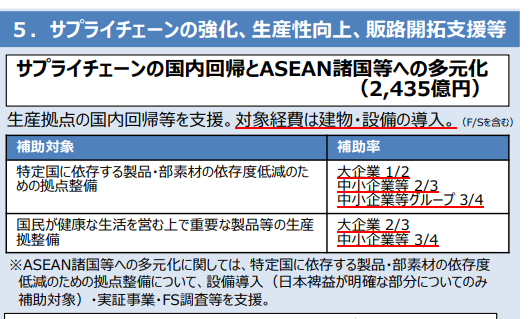 ５．サプライチェーンの強化、生産性向上、販路開拓支援等
サプライチェーンの国内回帰とASEAN諸国等への多元化
（2,435億円）
生産拠点の国内回帰等を支援。対象経費は建物・設備の導入。（F/Sを含む）
補助対象
補助率
特定国に依存する製品・部素材の依存度低減のた
めの拠点整備
大企業 1/2
中小企業等 2/3
中小企業等グループ 3/4
国民が健康な生活を営む上で重要な製品等の生産
拠整備
大企業 2/3
中小企業等 3/4
※ASEAN諸国等への多元化に関しては、特定国に依存する製品・部素材の依存度
低減のための拠点整備について、設備導入（日本裨益が明確な部分についてのみ
補助対象）・実証事業・FS調査等を支援。